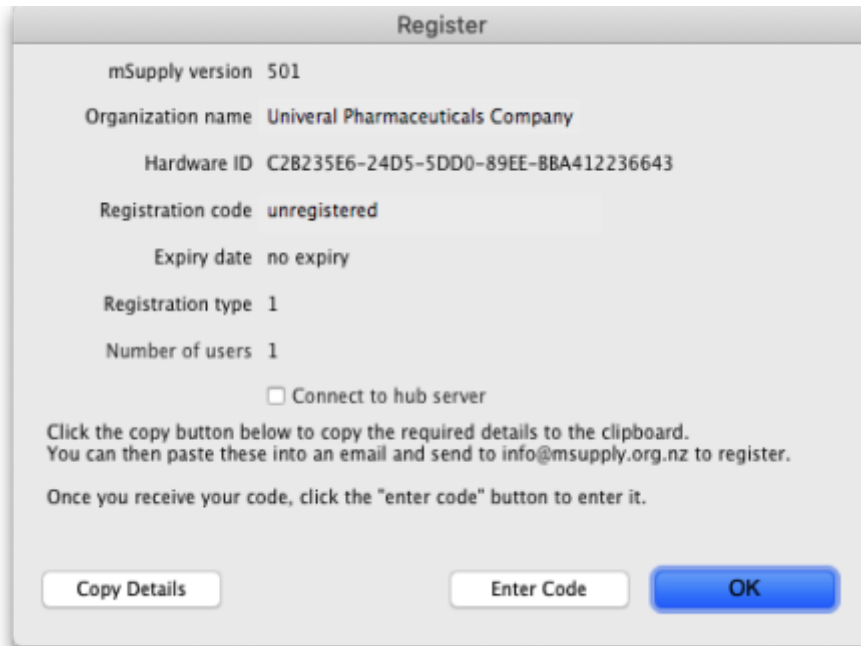 Register
mSupply version 501
Organization name Univeral Pharmaceuticals Company
Hardware ID C2B235E6-24D5-5DD0-89EE-BBA412236643
Registration code unregistered
Expiry date no expiry
Registration type 1
Number of users 1
Connect to hub server
Click the copy button below to copy the required details to the clipboard.
You can then paste these into an email and send to info@msupply.org.nz to register.
Once you receive your code, click the "enter code" button to enter it.
Copy Details Enter Code OK